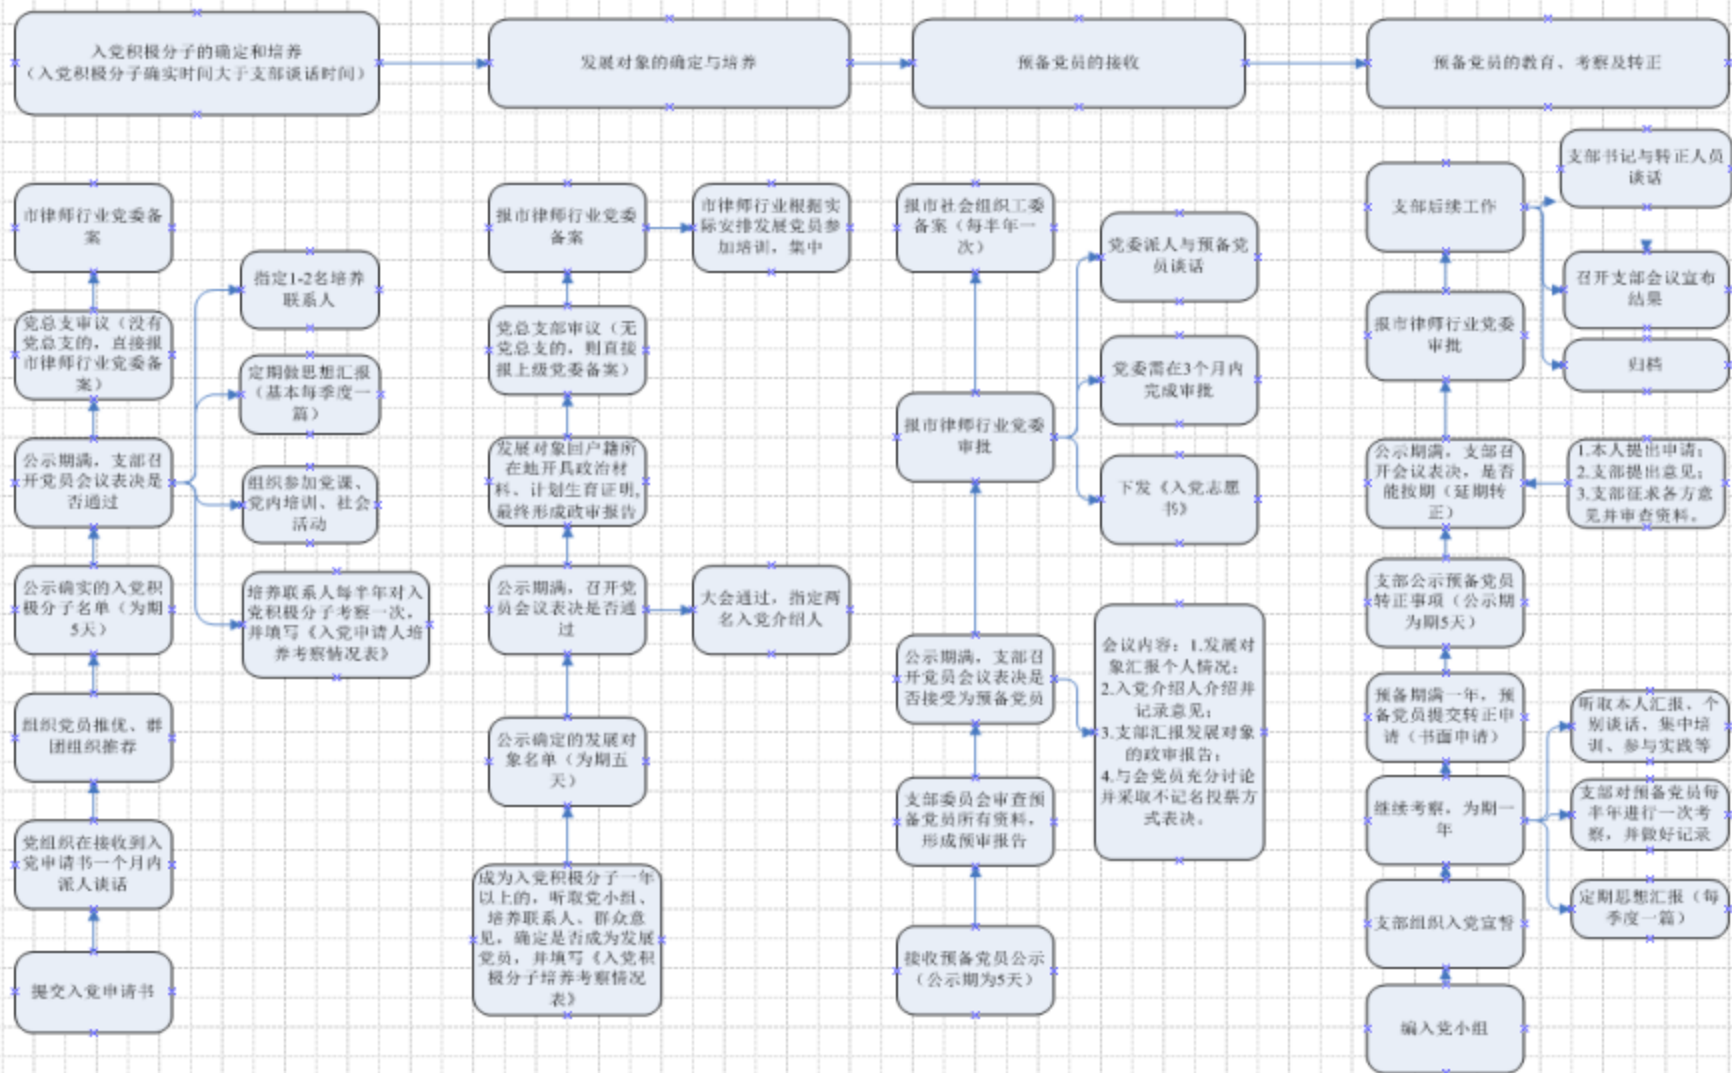 入党积极分子的确定和培养
（入党积极分子确实时间大于支部谈话时间）
发展对象的确定与培养
预备党员的接收
预备党员的教育、考察及转正
市律师行业党委备
案
党总支审议（没有
党总支的，直接报
市律师行业党委备
案）
公示期满，支部召
开党员会议表决是
否通过
公示确实的入党积
极分子名单（为期
5天）
组织党员推优、群
团组织推荐
党组织在接收到入
党申请书一个月内
派人谈话
提交入党申请书
指定1-2名培养
联系人
定期做思想汇报
（基本每季度一
篇）
组织参加党课、
党内培训、社会
活动
培养联系人每半年对入
党积极分子考察一次，
并填写《入党申请人培
养考察情况表》
报市律师行业党委
备案
市律师行业根据实
际安排发展党员参
加培训，集中
党总支部审议（无
党总支的，则直接
报上级党委备案）
发展对象回户籍所
在地开具政治材
料、计划生育证明，
最终形成政审报告
公示期满，召开党
员会议表决是否通
过
大会通过，指定两
名入党介绍人
公示确定的发展对
象名单（为期五
天）
成为入党积极分子一年
以上的，听取党小组、
培养联系人、群众意
见，确定是否成为发展
党员，并填写《入党积
极分子培养考察情况
表》
报市社会组织工委
备案（每半年一
次）
党委派人与预备党
员谈话
党委需在3个月内
完成审批
报市律师行业党委
审批
下发《入党志愿
书》
公示期满，支部召
开党员会议表决是
否接受为预备党员
会议内容：1.发展对
象汇报个人情况；
2.入党介绍人介绍并
记录意见；
3.支部汇报发展对象
的政审报告；
4.与会党员充分讨论
并采取不记名投票方
式表决。
支部委员会审查预
备党员所有资料，
形成预审报告
接收预备党员公示
（公示期为5天）
支部后续工作
支部书记与转正人员
谈话
召开支部会议宣布
结果
归档
报市律师行业党委
审批
公示期满，支部召
开会议表决，是否
能按期（延期转
正）
1.本人提出申请；
2.支部提出意见；
3.支部征求各方意
见并审查资料。
支部公示预备党员
转正事项（公示期
为期5天）
预备期满一年，预
备党员提交转正申
请（书面申请）
继续考察，为期一
年
听取本人汇报、个
别谈话，集中培
训、参与实践等
支部对预备党员每
半年进行一次考
察，并做好记录
定期思想汇报（每
季度一篇）
支部组织入党宣誓
编入党小组